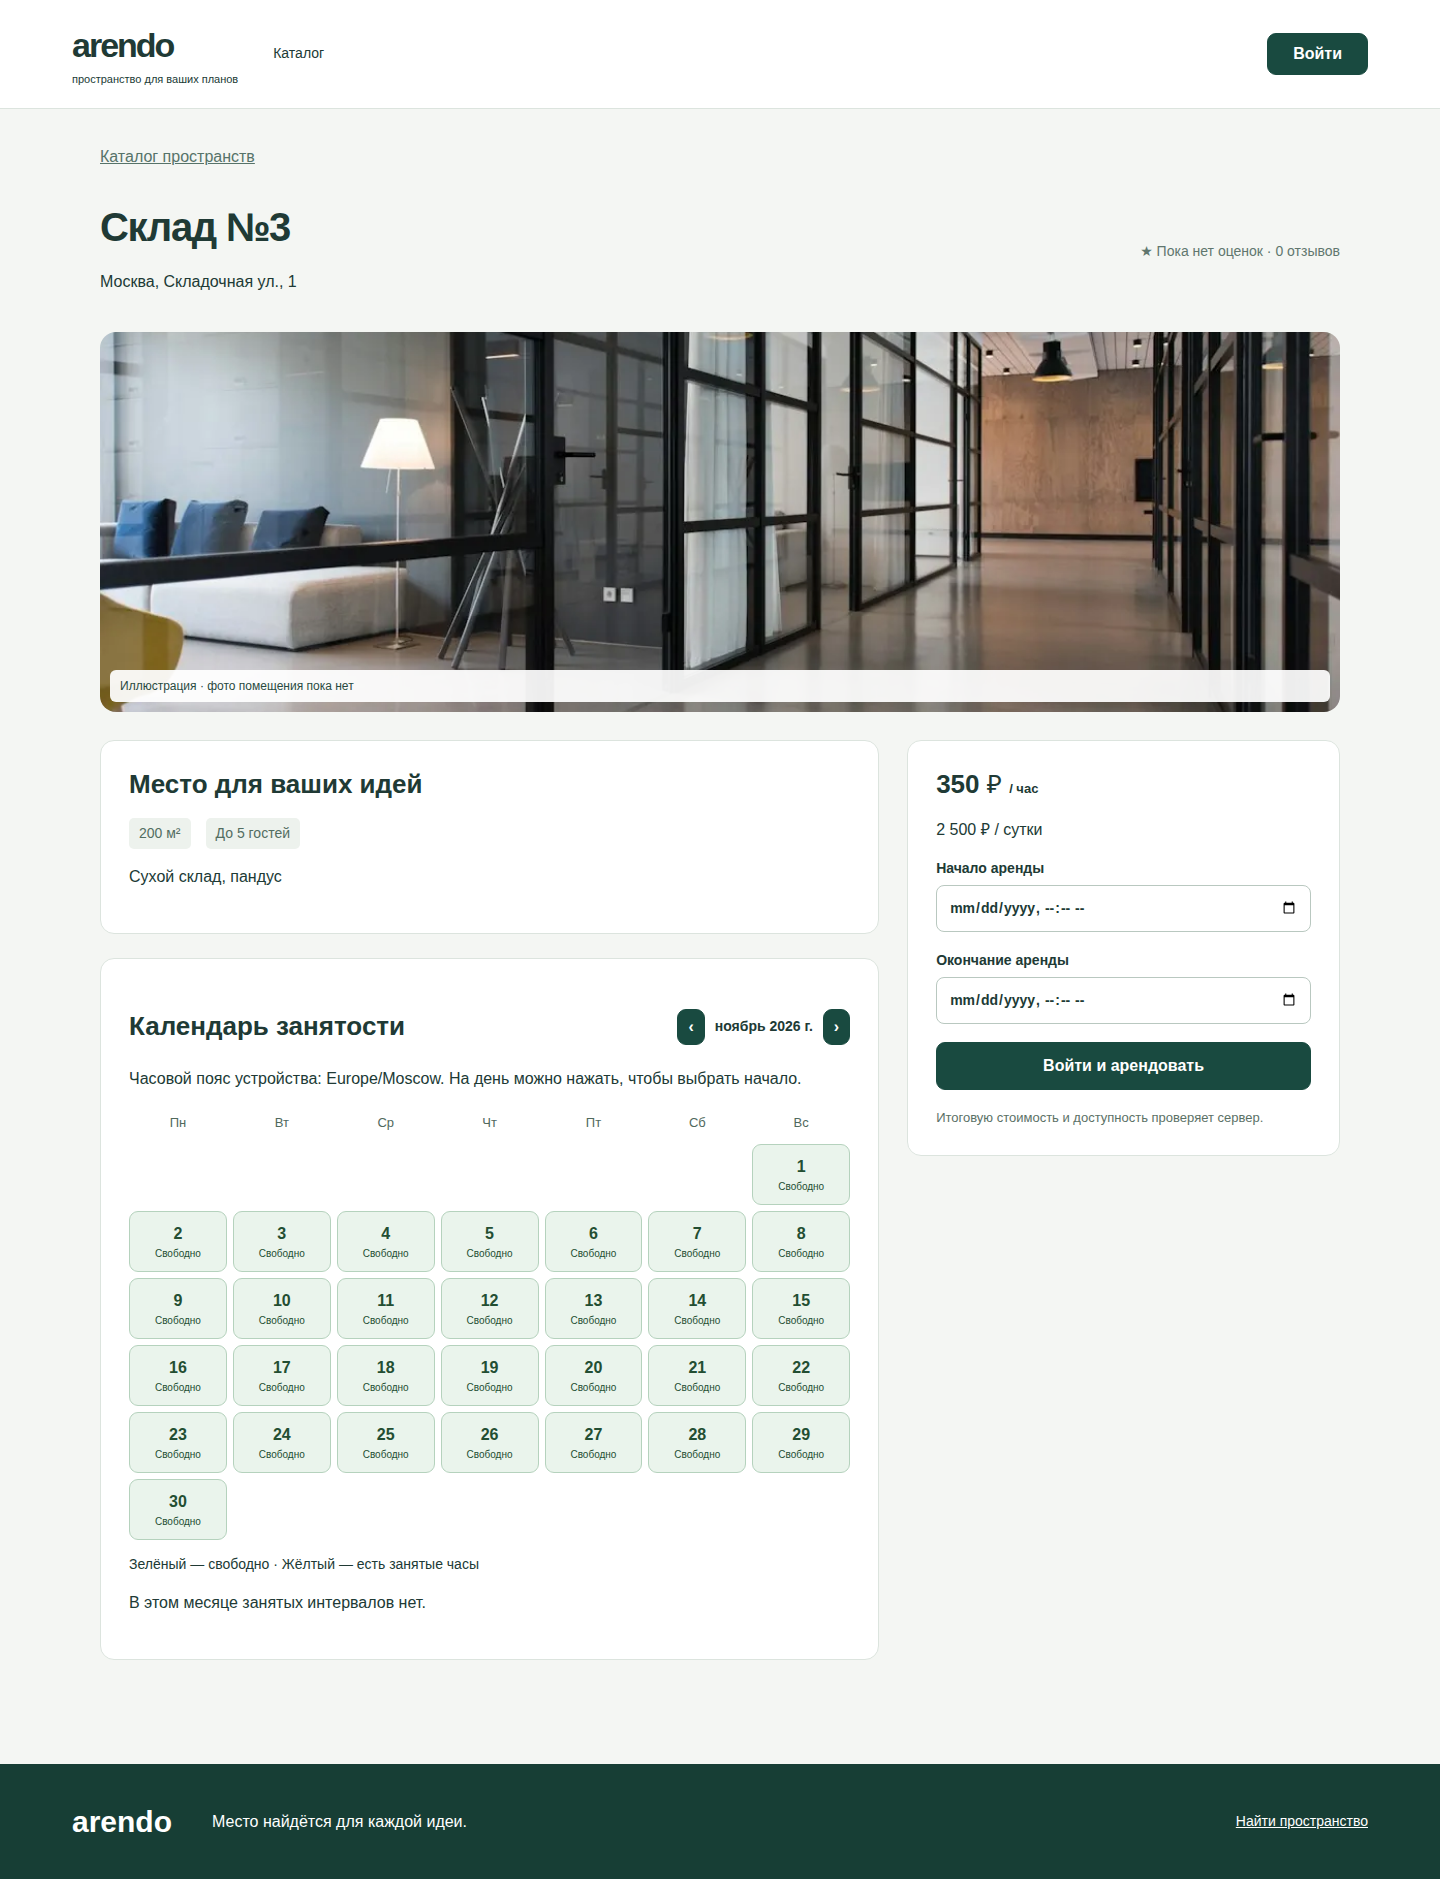 arendo
пространство для ваших планов
Каталог
Войти
Каталог пространств
Склад №3
★ Пока нет оценок · 0 отзывов
Москва, Складочная ул., 1
Иллюстрация · фото помещения пока нет
Место для ваших идей
200 м² До 5 гостей
Сухой склад, пандус
350 ₽ / час
2 500 ₽ / сутки
Начало аренды
mm/dd/yyyy, --:-- --
Окончание аренды
mm/dd/yyyy, --:-- --
Войти и арендовать
Итоговую стоимость и доступность проверяет сервер.
Календарь занятости
‹ ноябрь 2026 г. ›
Часовой пояс устройства: Europe/Moscow. На день можно нажать, чтобы выбрать начало.
Пн Вт Ср Чт Пт Сб Вс
1
Свободно
2 3 4 5 6 7 8
Свободно Свободно Свободно Свободно Свободно Свободно Свободно
9 10 11 12 13 14 15
Свободно Свободно Свободно Свободно Свободно Свободно Свободно
16 17 18 19 20 21 22
Свободно Свободно Свободно Свободно Свободно Свободно Свободно
23 24 25 26 27 28 29
Свободно Свободно Свободно Свободно Свободно Свободно Свободно
30
Свободно
Зелёный — свободно · Жёлтый — есть занятые часы
В этом месяце занятых интервалов нет.
arendo
Место найдётся для каждой идеи.
Найти пространство